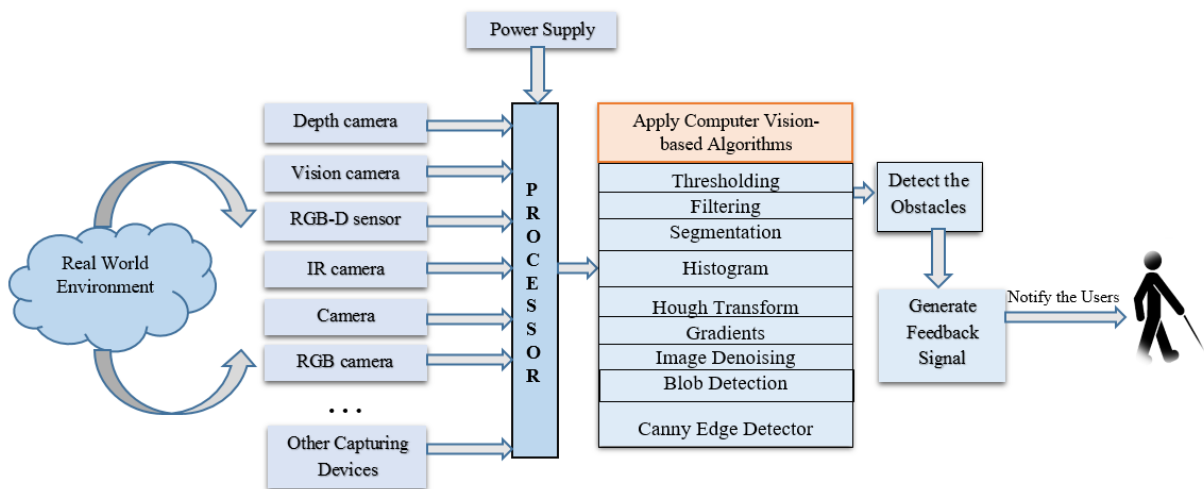 Power Supply
Depth camera
Vision camera
RGB-D sensor
IR camera
Camera
RGB camera
...
Other Capturing
Devices
Real World
Environment
PROCESSOR
Apply Computer Vision-
based Algorithms
Thresholding
Filtering
Segmentation
Histogram
Hough Transform
Gradients
Image Denoising
Blob Detection
Canny Edge Detector
Detect the
Obstacles
Generate
Feedback
Signal
Notify the Users